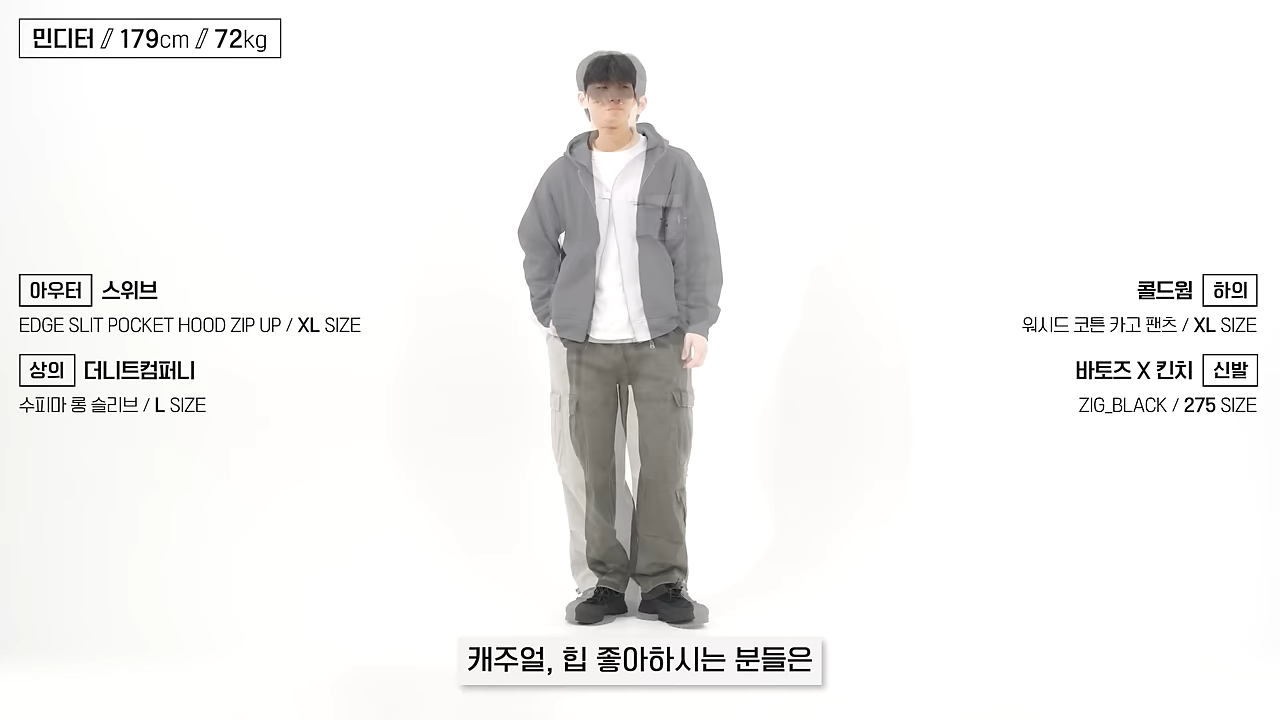 민디터 // 179cm // 72kg
아우터 스위브
EDGE SLIT POCKET HOOD ZIP UP / XL SIZE
상의 더니트컴퍼니
수피마 롱 슬리브 / L SIZE
콜드웜 하의
워시드 코튼 카고 팬츠 / XL SIZE
바토즈 X 킨치 신발
ZIG_BLACK / 275 SIZE
캐주얼, 힙 좋아하시는 분들은